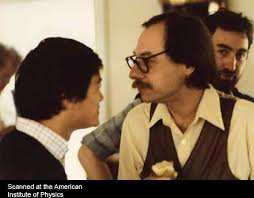 Scanned at the American
Institute of Physics